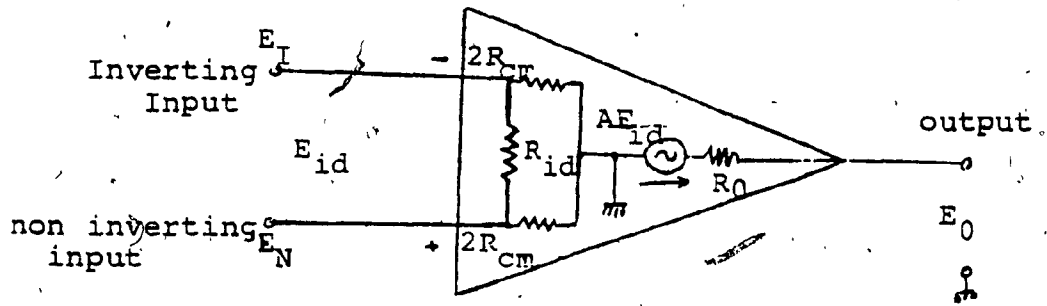 E_I
Inverting
Input
- 2R_cm
E_id
R_id
AE_id
R_0
output
E_0
non inverting
input
E_N
+ 2R_cm